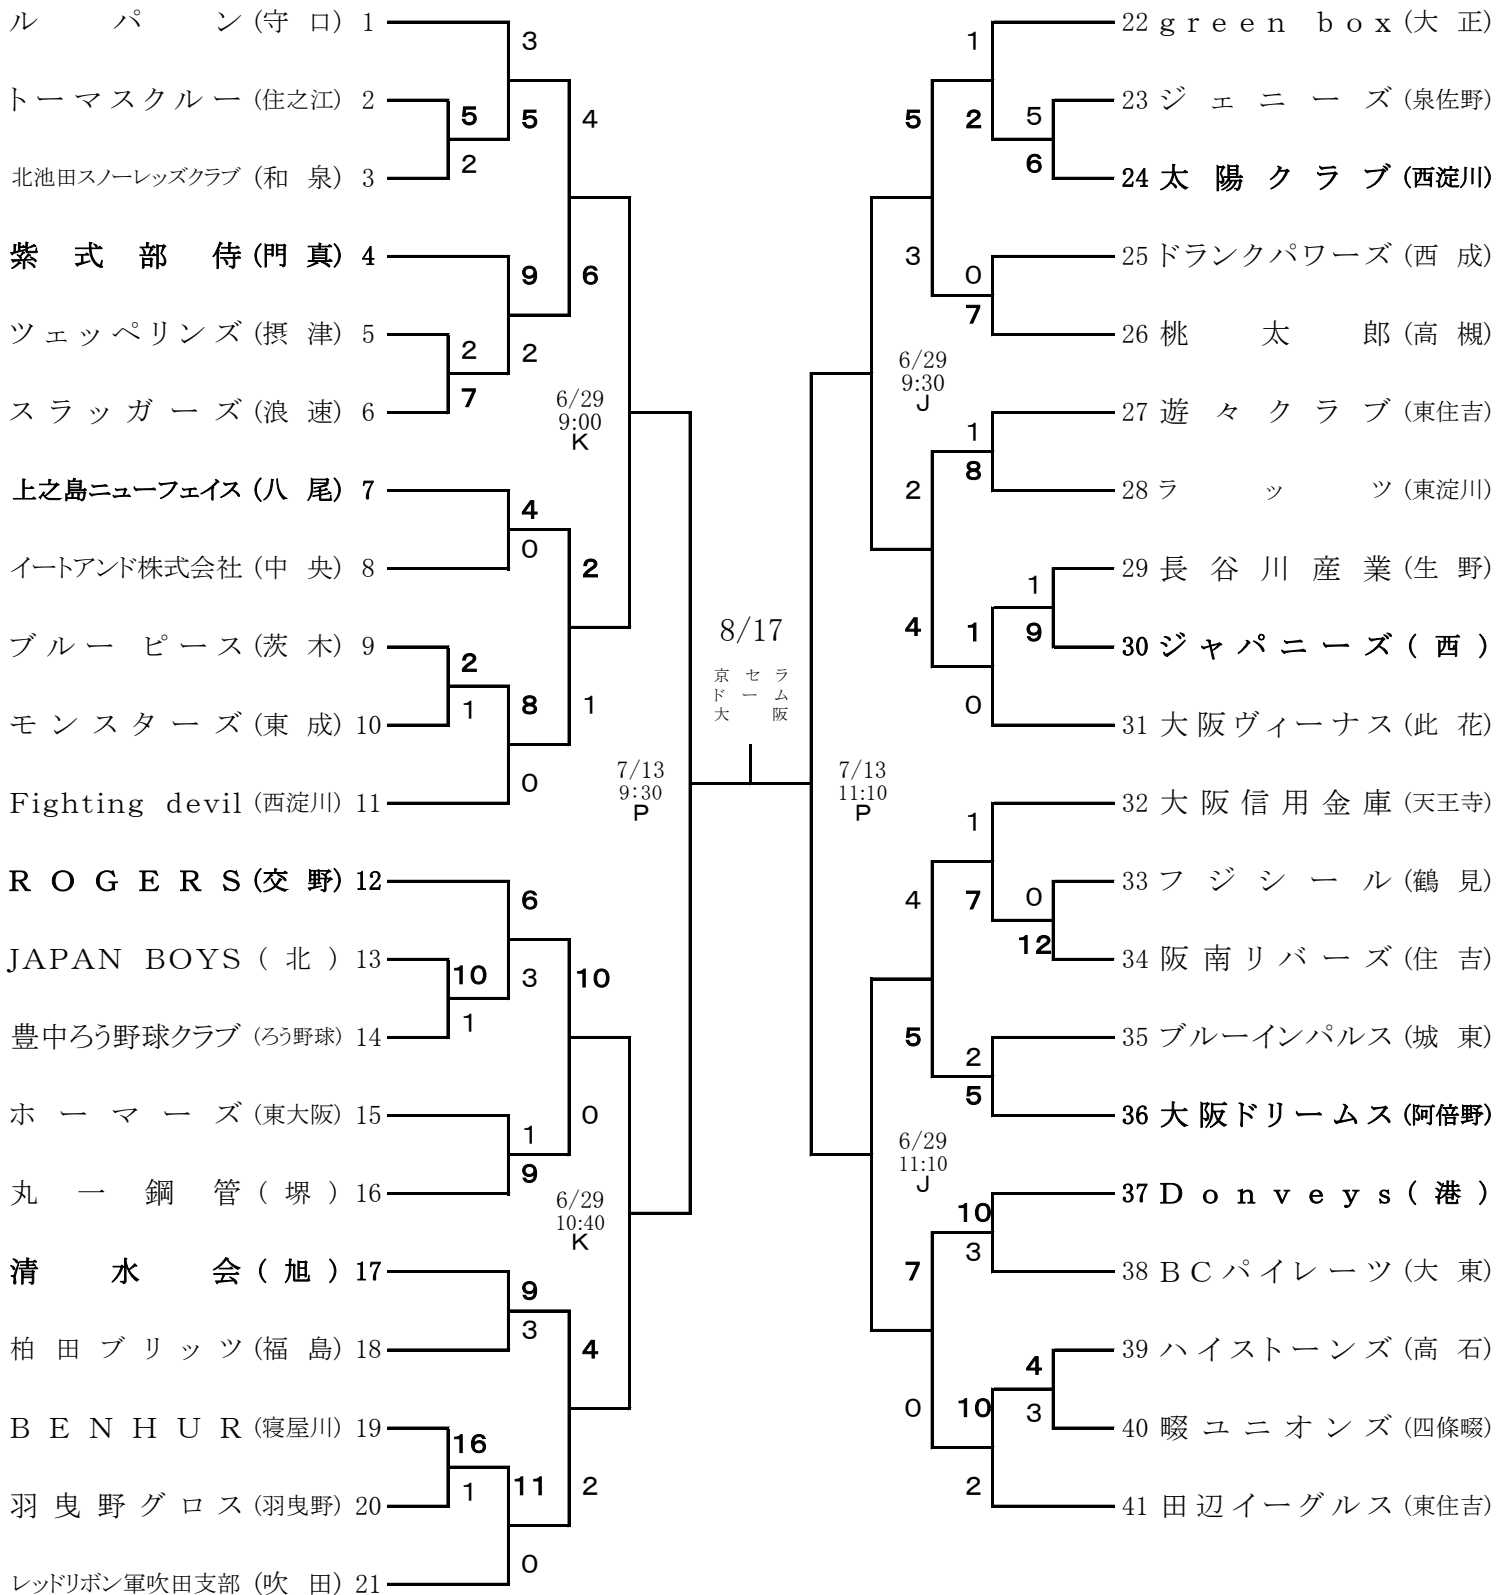 ルパン (守口) 1
3
トーマスクルー (住之江) 2
5 5 4
北池田スノーレッズクラブ (和泉) 3
2
紫式部侍 (門真) 4
9 6
ツェッペリンズ (摂津) 5
2 2
スラッガーズ (浪速) 6
7
6/29
9:00
K
上之島ニューフェイス (八尾) 7
4
イートアンド株式会社 (中央) 8
0 2
ブルーピース (茨木) 9
2
モンスターズ (東成) 10
1 8 1
Fighting devil (西淀川) 11
0
7/13
9:30
P
ROGERS (交野) 12
6
JAPAN BOYS (北) 13
10 3 10
豊中ろう野球クラブ (ろう野球) 14
1
ホーマーズ (東大阪) 15
1 0
丸一鋼管 (堺) 16
9
6/29
10:40
K
清水会 (旭) 17
9
柏田ブリッツ (福島) 18
3 4
BENHUR (寝屋川) 19
16
羽曳野グロス (羽曳野) 20
1 11 2
レッドリボン軍吹田支部 (吹田) 21
0
8/17
京セラ
ドーム
大阪
22 green box (大正)
1
23 ジェニーズ (泉佐野)
5 2 5
24 太陽クラブ (西淀川)
6
25 ドランクパワーズ (西成)
3 0
26 桃太郎 (高槻)
7
6/29
9:30
J
27 遊々クラブ (東住吉)
1
28 ラッツ (東淀川)
2 8
29 長谷川産業 (生野)
1
30 ジャパニーズ (西)
4 1 9
31 大阪ヴィーナス (此花)
0
7/13
11:10
P
32 大阪信用金庫 (天王寺)
1
33 フジシール (鶴見)
4 7 0
34 阪南リバーズ (住吉)
12
35 ブルーインパルス (城東)
5 2
36 大阪ドリームス (阿倍野)
5
6/29
11:10
J
37 Donveys (港)
10
38 BCパイレーツ (大東)
7 3
39 ハイストーンズ (高石)
4
40 畷ユニオンズ (四條畷)
0 10 3
41 田辺イーグルス (東住吉)
2